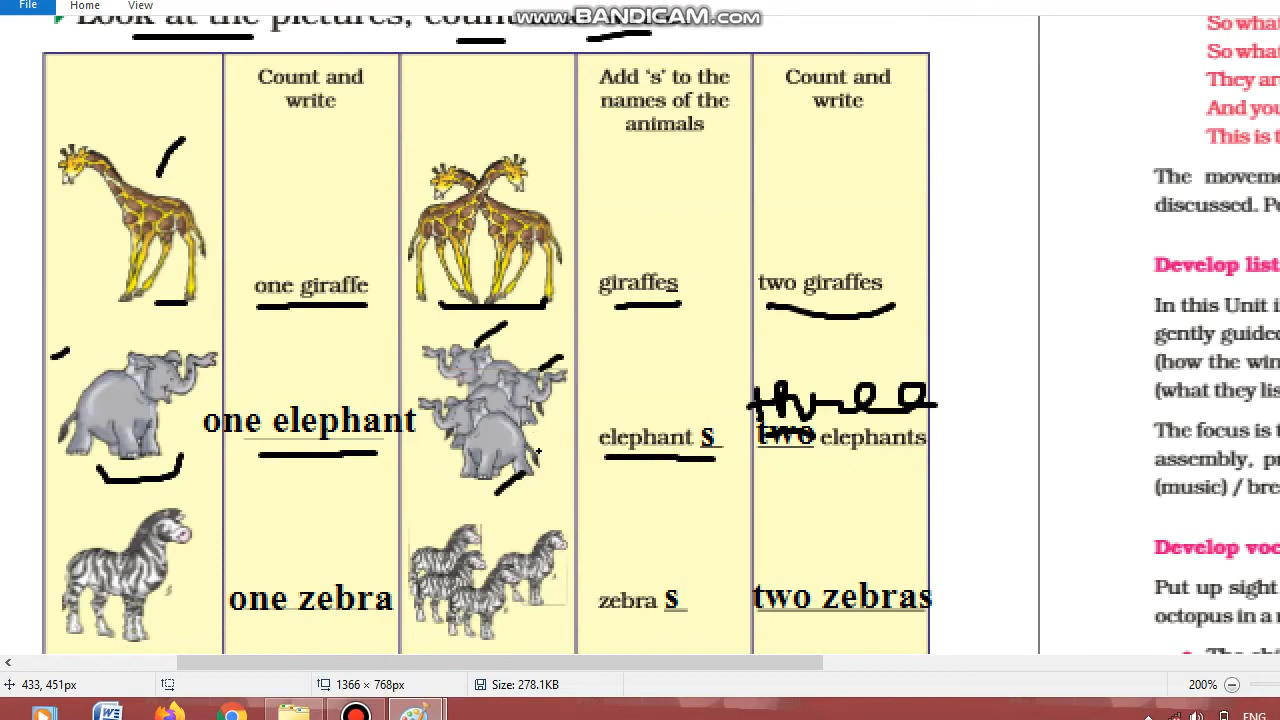 File Home View
www.BANDICAM.com
Look at the pictures, count
Count and
write
Add 's' to the
names of the
animals
Count and
write
one giraffe
giraffes
two giraffes
one elephant
elephant s
three
two elephants
one zebra
zebra s
two zebras
So what
So what
They ar
And you
This is t
The moveme
discussed. Po
Develop list
In this Unit i
gently guided
(how the win
(what they lis
The focus is t
assembly, pr
(music) / bre
Develop voc
Put up sight
octopus in a r
433, 451px
1366 × 768px
Size: 278.1KB
200%
ENG